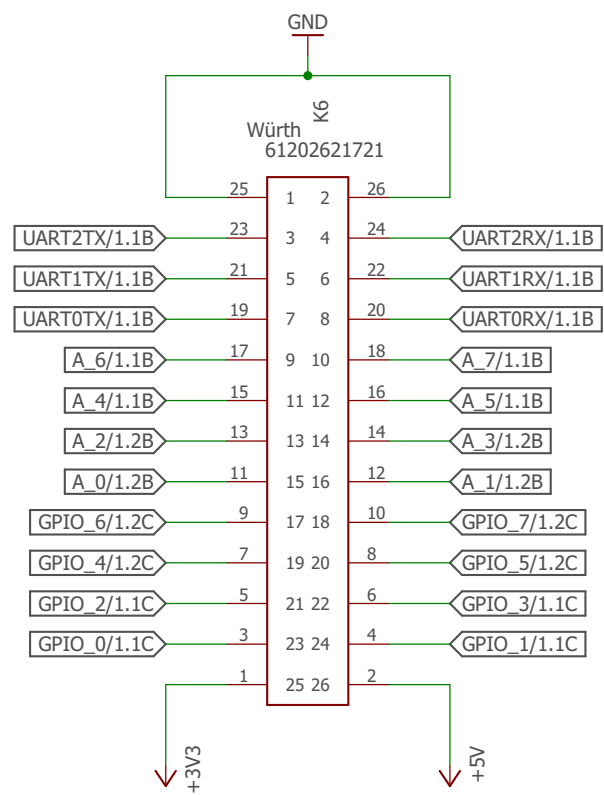 GND
K6
Würth
61202621721
25 1 2 26
UART2TX/1.1B 23 3 4 24 UART2RX/1.1B
UART1TX/1.1B 21 5 6 22 UART1RX/1.1B
UART0TX/1.1B 19 7 8 20 UART0RX/1.1B
A_6/1.1B 17 9 10 18 A_7/1.1B
A_4/1.1B 15 11 12 16 A_5/1.1B
A_2/1.2B 13 13 14 14 A_3/1.2B
A_0/1.2B 11 15 16 12 A_1/1.2B
GPIO_6/1.2C 9 17 18 10 GPIO_7/1.2C
GPIO_4/1.2C 7 19 20 8 GPIO_5/1.2C
GPIO_2/1.1C 5 21 22 6 GPIO_3/1.1C
GPIO_0/1.1C 3 23 24 4 GPIO_1/1.1C
1 25 26 2
+3V3 +5V